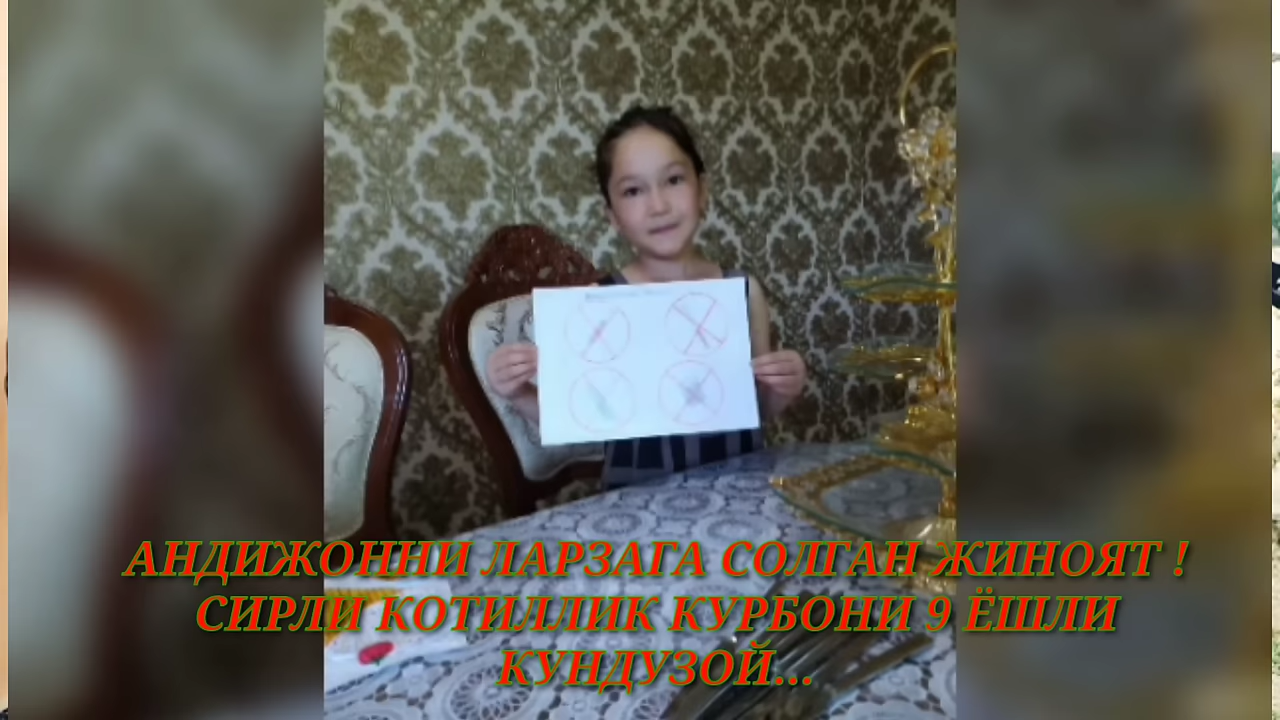 АНДИЖОННИ ЛАРЗАГА СОЛГАН ЖИНОЯТ !
СИРЛИ КОТИЛЛИК КУРБОНИ 9 ЁШЛИ
КУНДУЗОЙ...